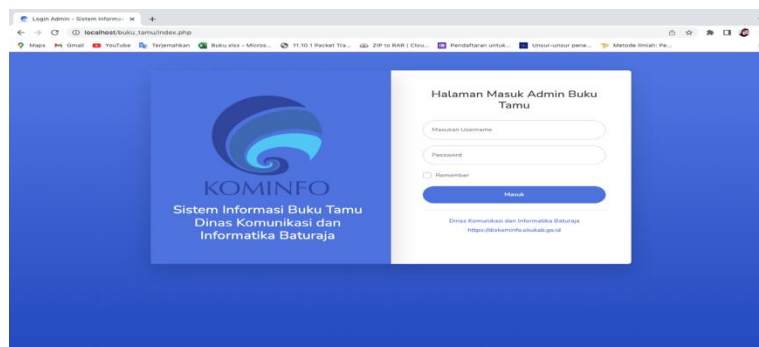 Login Admin - Sistem Informa
localhost/buku_tamu/index.php
Maps Gmail YouTube Terjemahkan Buku.xlsx - Micros... 11.10.1 Packet Tra... ZIP to RAR | Clou... Pendaftaran untuk... Unsur-unsur pene... Metode Ilmiah: Pe...
KOMINFO
Sistem Informasi Buku Tamu
Dinas Komunikasi dan
Informatika Baturaja
Halaman Masuk Admin Buku
Tamu
Masukan Username
Password
Remember
Masuk
Dinas Komunikasi dan Informatika Baturaja
https://diskominfo.okukab.go.id